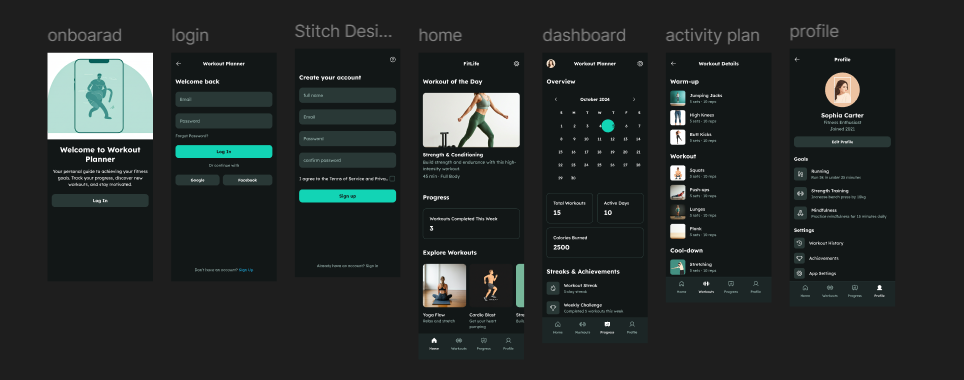 onboarad
Welcome to Workout
Planner
Your personal guide to achieving your fitness
goals. Track your progress, discover new
workouts, and stay motivated.
Log In
login
Workout Planner
Welcome back
Email
Password
Forgot Password?
Log In
Or continue with
Google
Facebook
Don't have an account? Sign Up
Stitch Desi...
Create your account
full name
Email
Password
confirm password
I agree to the Terms of Service and Privac...
Sign up
Already have an account? Sign in
home
FitLife
Workout of the Day
Strength & Conditioning
Build strength and endurance with this high-
intensity workout
45 min · Full Body
Progress
Workouts Completed This Week
3
Explore Workouts
Yoga Flow
Relax and stretch
Cardio Blast
Get your heart
pumping
Home
Workouts
Progress
Profile
dashboard
Workout Planner
Overview
October 2024
S M T W T F S
1 2 3 4 5 6 7
8 9 10 11 12 13 14
15 16 17 18 19 20 21
22 23 24 25 26 27 28
29 30
Total Workouts
15
Active Days
10
Calories Burned
2500
Streaks & Achievements
Workout Streak
3 day streak
Weekly Challenge
Completed 5 workouts this week
Home
Workouts
Progress
Profile
activity plan
Workout Details
Warm-up
Jumping Jacks
3 sets · 10 reps
High Knees
3 sets · 10 reps
Butt Kicks
3 sets · 10 reps
Workout
Squats
3 sets · 10 reps
Push-ups
3 sets · 10 reps
Lunges
3 sets · 10 reps
Plank
3 sets · 10 reps
Cool-down
Stretching
3 sets · 10 reps
Home
Workouts
Progress
Profile
profile
Profile
Sophia Carter
Fitness Enthusiast
Joined 2021
Edit Profile
Goals
Running
Run 5K in under 25 minutes
Strength Training
Increase bench press by 10kg
Mindfulness
Practice mindfulness for 15 minutes daily
Settings
Workout History
Achievements
App Settings
Home
Workouts
Progress
Profile